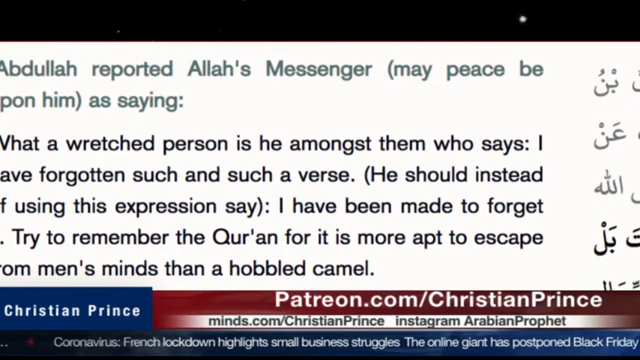 Abdullah reported Allah's Messenger (may peace be
pon him) as saying:
What a wretched person is he amongst them who says: I
ave forgotten such and such a verse. (He should instead
f using this expression say): I have been made to forget
. Try to remember the Qur'an for it is more apt to escape
rom men's minds than a hobbled camel.
بْنُ
عَنْ
الله
بَلْ
Christian Prince
Patreon.com/ChristianPrince
minds.com/ChristianPrince instagram ArabianProphet
Coronavirus: French lockdown highlights small business struggles The online giant has postponed Black Friday